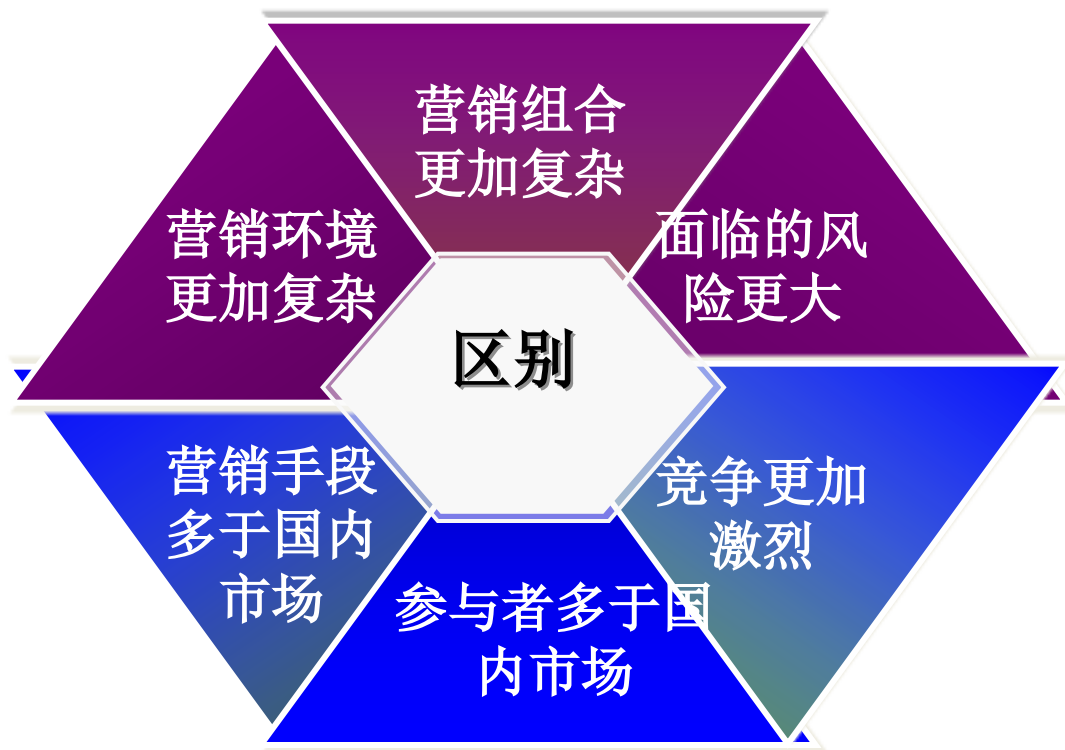 营销组合
更加复杂
面临的风
险更大
营销环境
更加复杂
区别
竞争更加
激烈
营销手段
多于国内
市场
参与者多于国
内市场